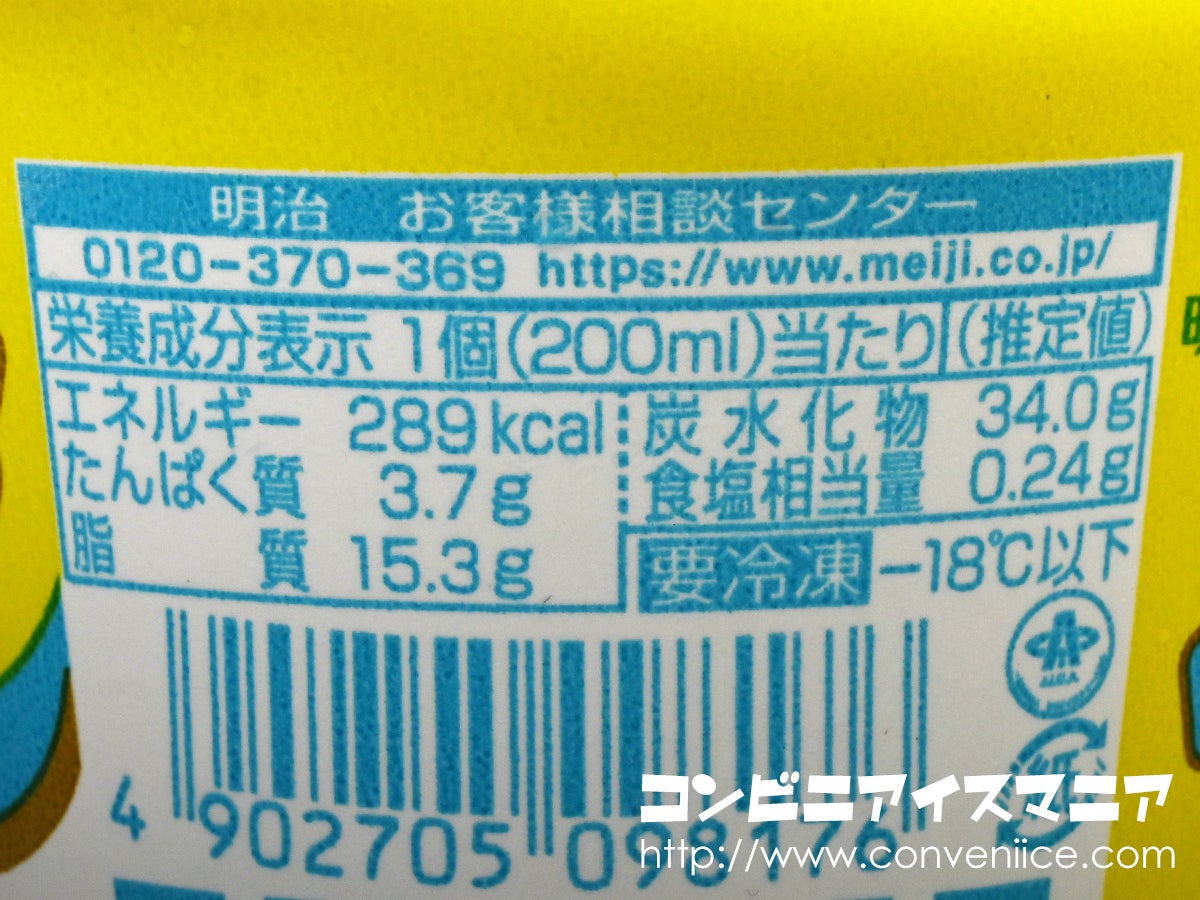 明治 お客様相談センター
0120-370-369 https://www.meiji.co.jp/
栄養成分表示 1個(200ml)当たり (推定値)
エネルギー 289kcal 炭水化物 34.0g
たんぱく質 3.7g 食塩相当量 0.24g
脂質 15.3g 要冷凍 -18℃以下
紙
4 902705 098176
コンビニアイスマニア
http://www.conveniice.com